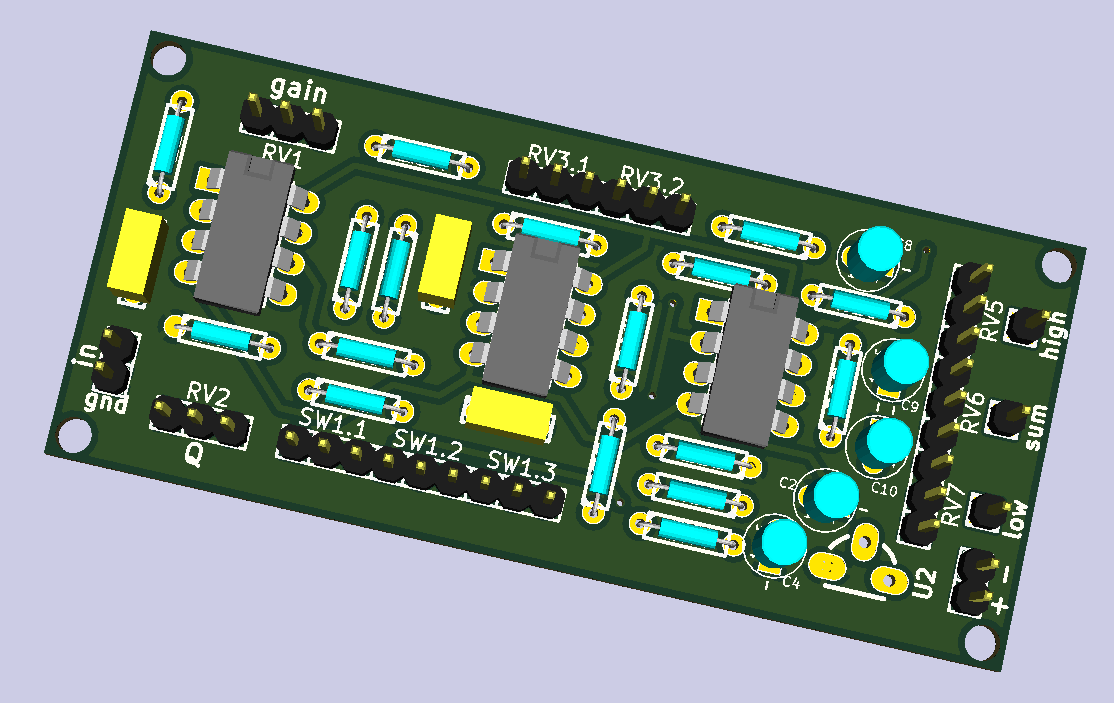 gain
RV1
RV3.1
RV3.2
8
RV5
high
in
gnd
RV2
Q
SW1.1
SW1.2
SW1.3
C9
RV6
sum
C10
C2
RV7
low
C4
U2
-
+